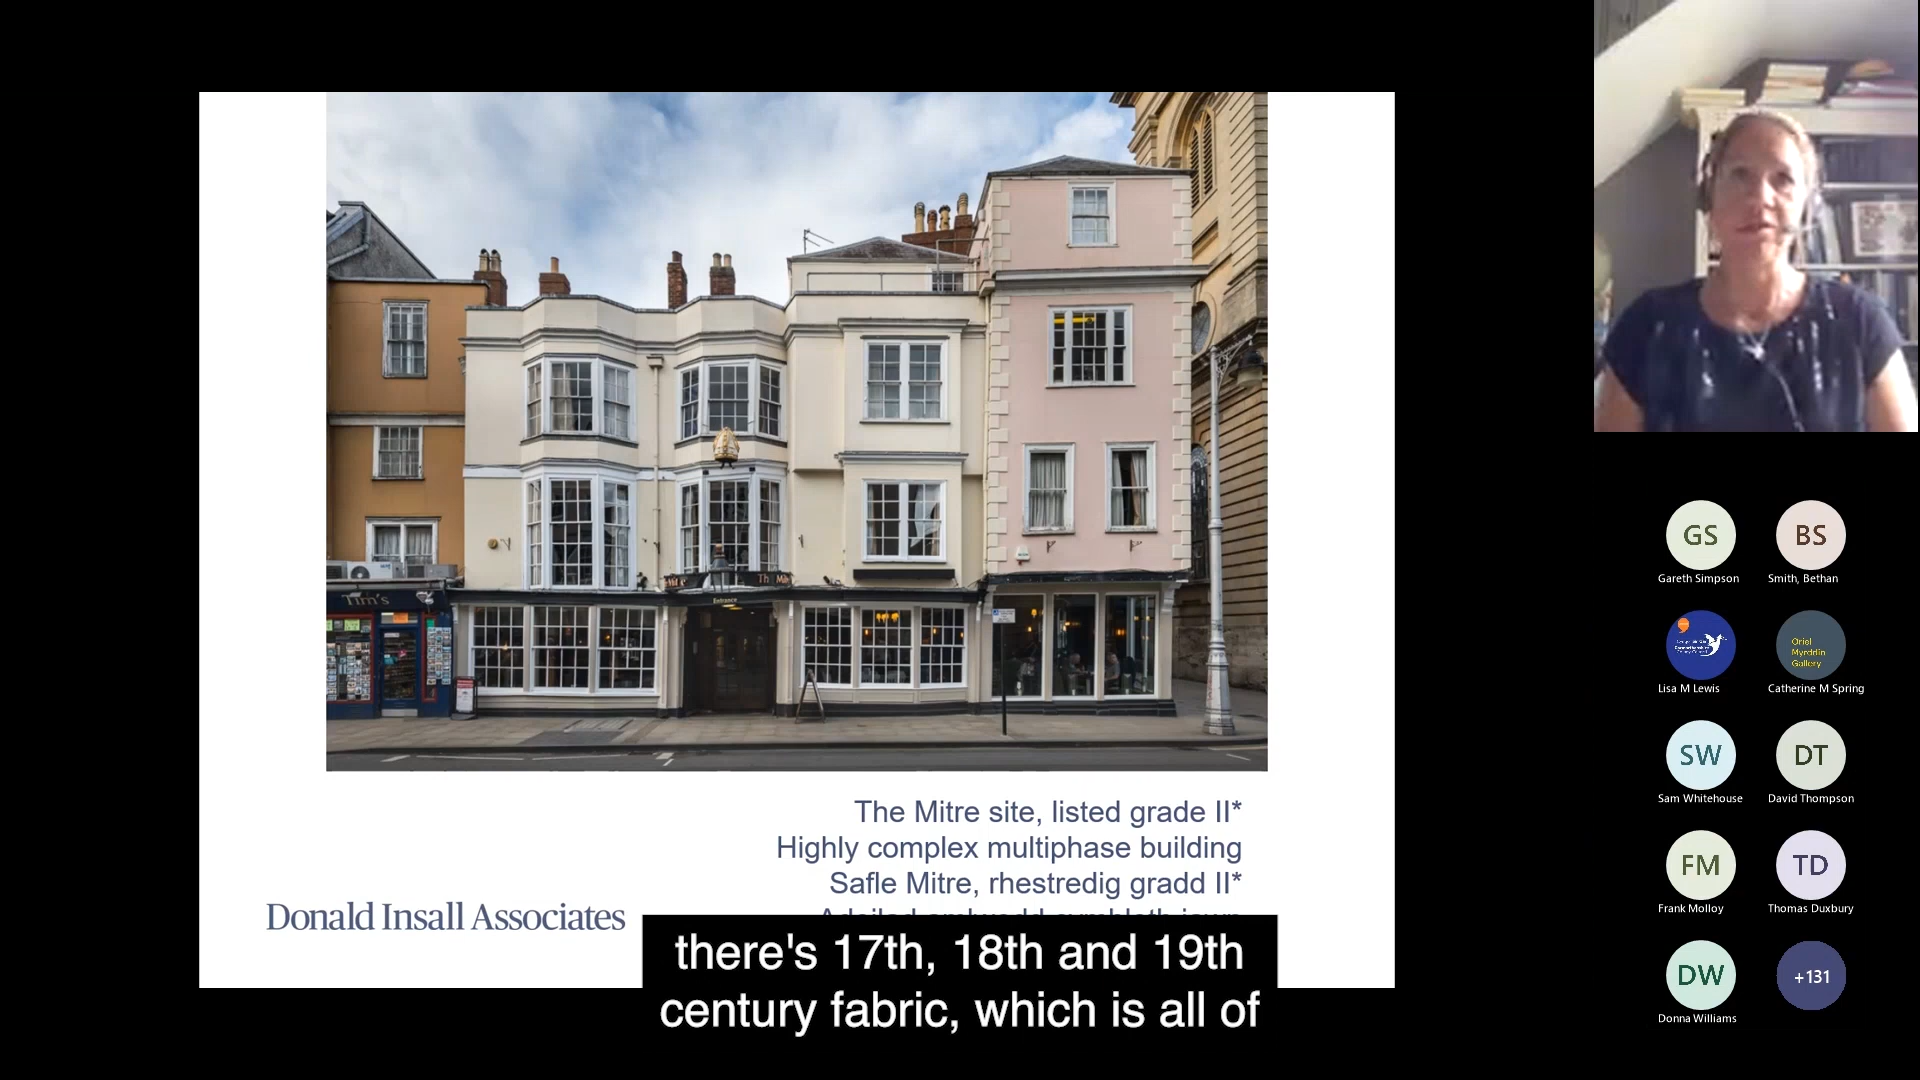 Tim's
Entrance
The Mitre site, listed grade II*
Highly complex multiphase building
Safle Mitre, rhestredig gradd II*
Donald Insall Associates
there's 17th, 18th and 19th
century fabric, which is all of
GS
BS
Gareth Simpson
Smith, Bethan
Oriel
Myrddin
Gallery
Lisa M Lewis
Catherine M Spring
SW
DT
Sam Whitehouse
David Thompson
FM
TD
Frank Molloy
Thomas Duxbury
DW
+131
Donna Williams